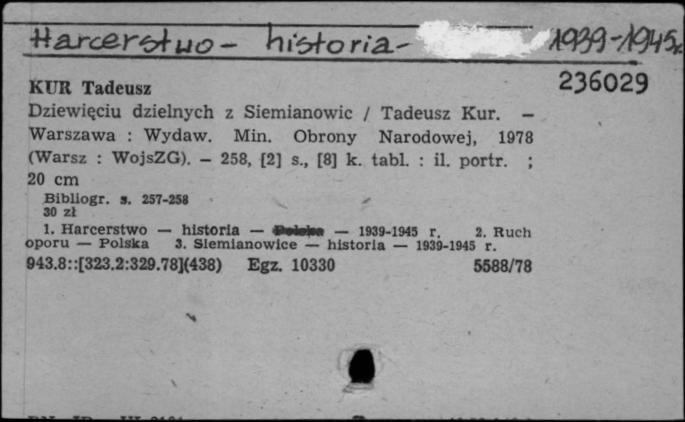 Harcerstwo - historia - 1939-1945 r.
236029
KUR Tadeusz
Dziewięciu dzielnych z Siemianowic / Tadeusz Kur. —
Warszawa : Wydaw. Min. Obrony Narodowej, 1978
(Warsz : WojsZG). — 258, [2] s., [8] k. tabl. : il. portr. ;
20 cm
Bibliogr. s. 257-258
30 zł
1. Harcerstwo — historia — Polska — 1939-1945 r. 2. Ruch
oporu — Polska 3. Siemianowice — historia — 1939-1945 r.
943.8::[323.2:329.78](438) Egz. 10330 5588/78